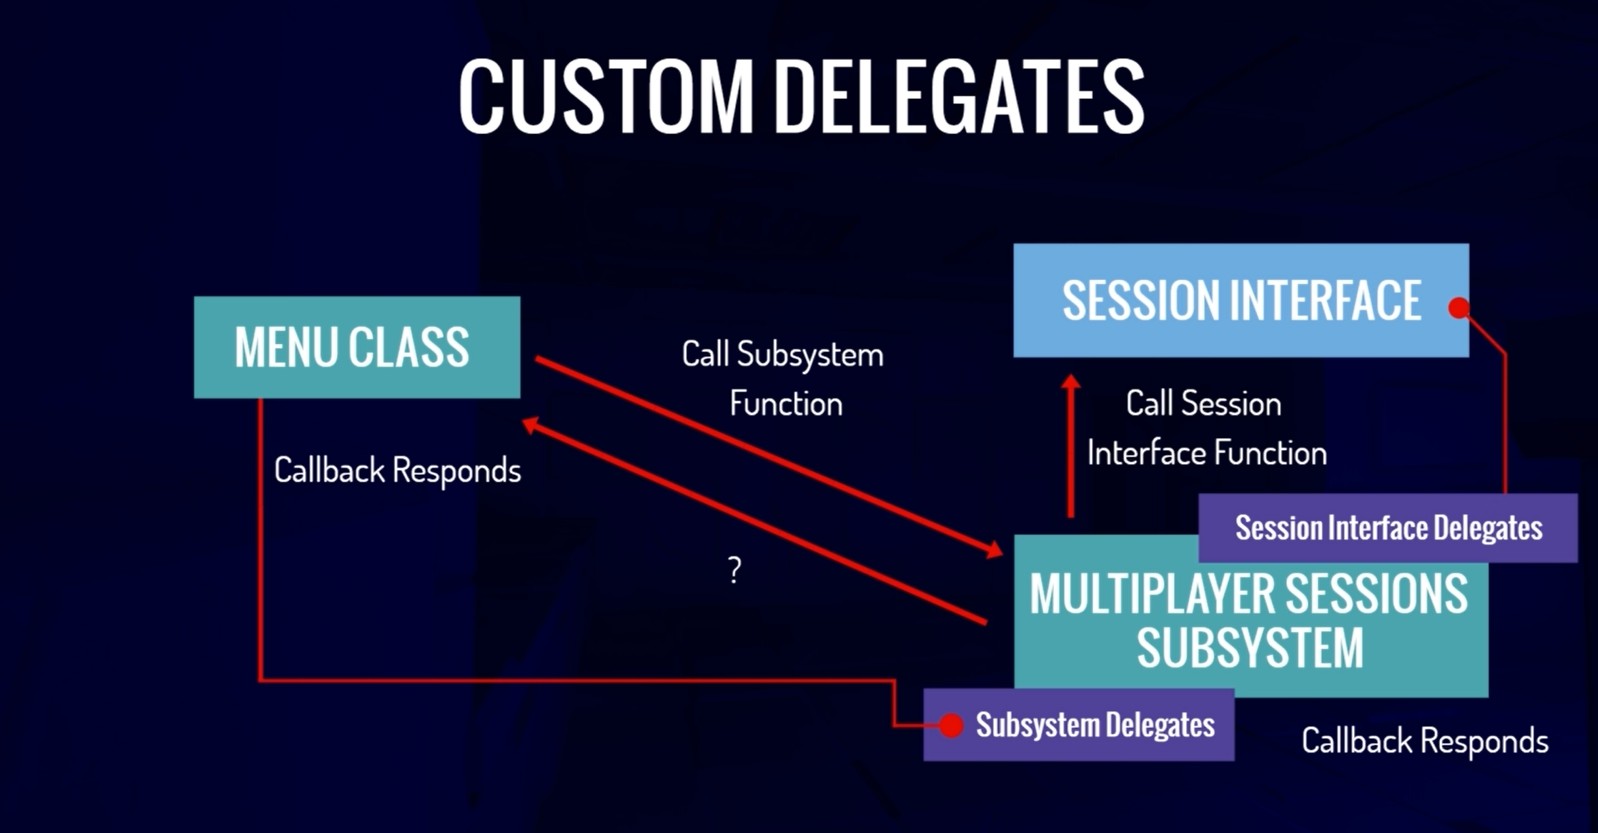 CUSTOM DELEGATES
SESSION INTERFACE
MENU CLASS
Call Subsystem
Function
Call Session
Interface Function
Callback Responds
Session Interface Delegates
?
MULTIPLAYER SESSIONS
SUBSYSTEM
Subsystem Delegates
Callback Responds